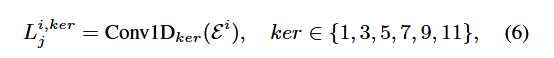 L_j^{i,ker} = Conv1D_{ker}(ℰ^i), ker ∈ {1, 3, 5, 7, 9, 11}, (6)